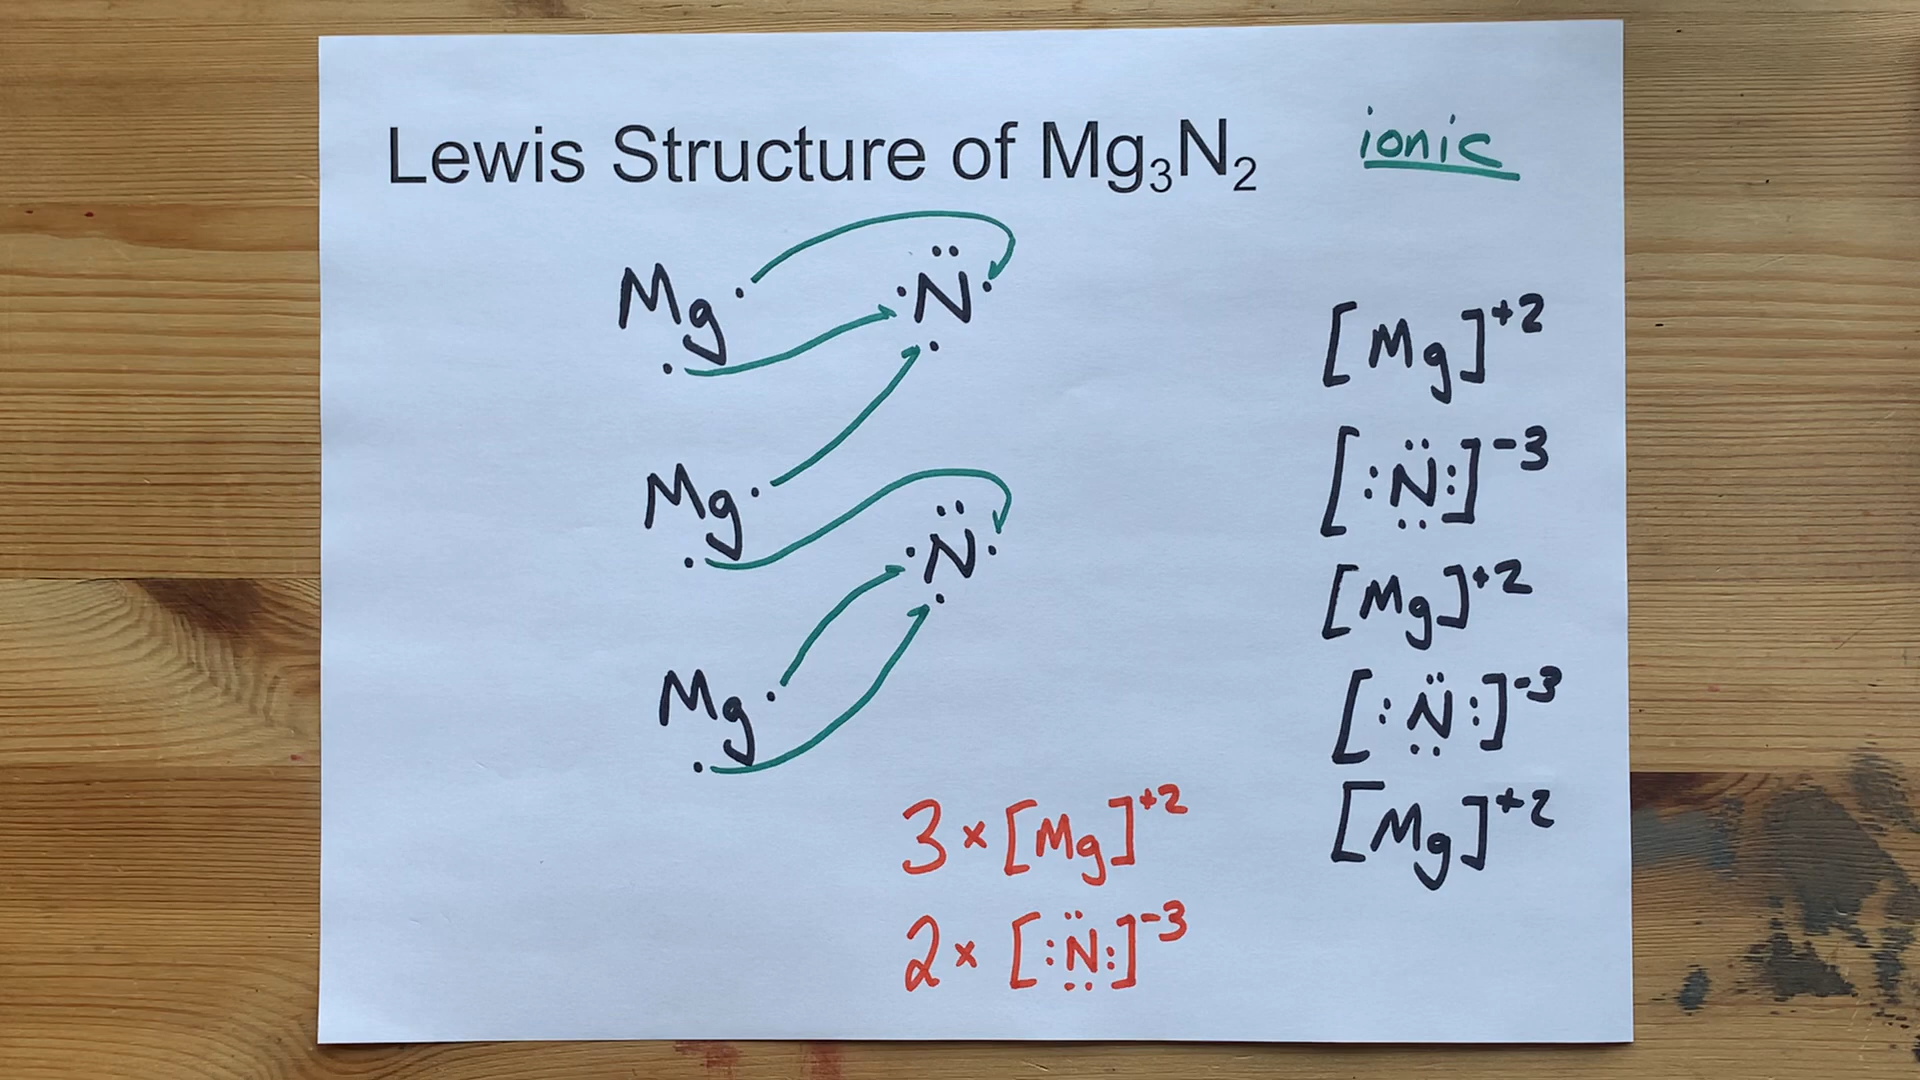 Lewis Structure of Mg₃N₂
ionic
Mg· ·N̈·
[Mg]⁺²
[:N̈:]⁻³
Mg·
·N̈·
[Mg]⁺²
Mg·
[:N̈:]⁻³
3 × [Mg]⁺²
[Mg]⁺²
2 × [:N̈:]⁻³